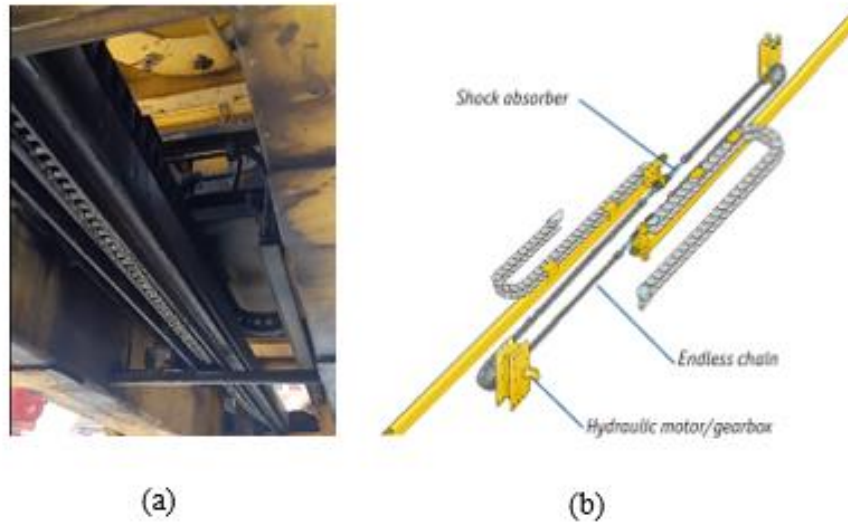 Shock absorber
Endless chain
Hydraulic motor/gearbox
(a)
(b)